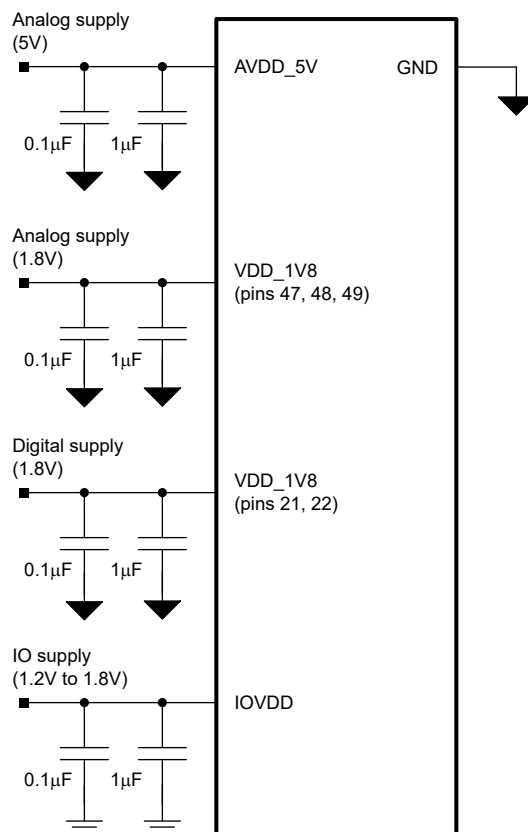 Analog supply
(5V)
AVDD_5V
GND
0.1μF
1μF
Analog supply
(1.8V)
VDD_1V8
(pins 47, 48, 49)
0.1μF
1μF
Digital supply
(1.8V)
VDD_1V8
(pins 21, 22)
0.1μF
1μF
IO supply
(1.2V to 1.8V)
IOVDD
0.1μF
1μF